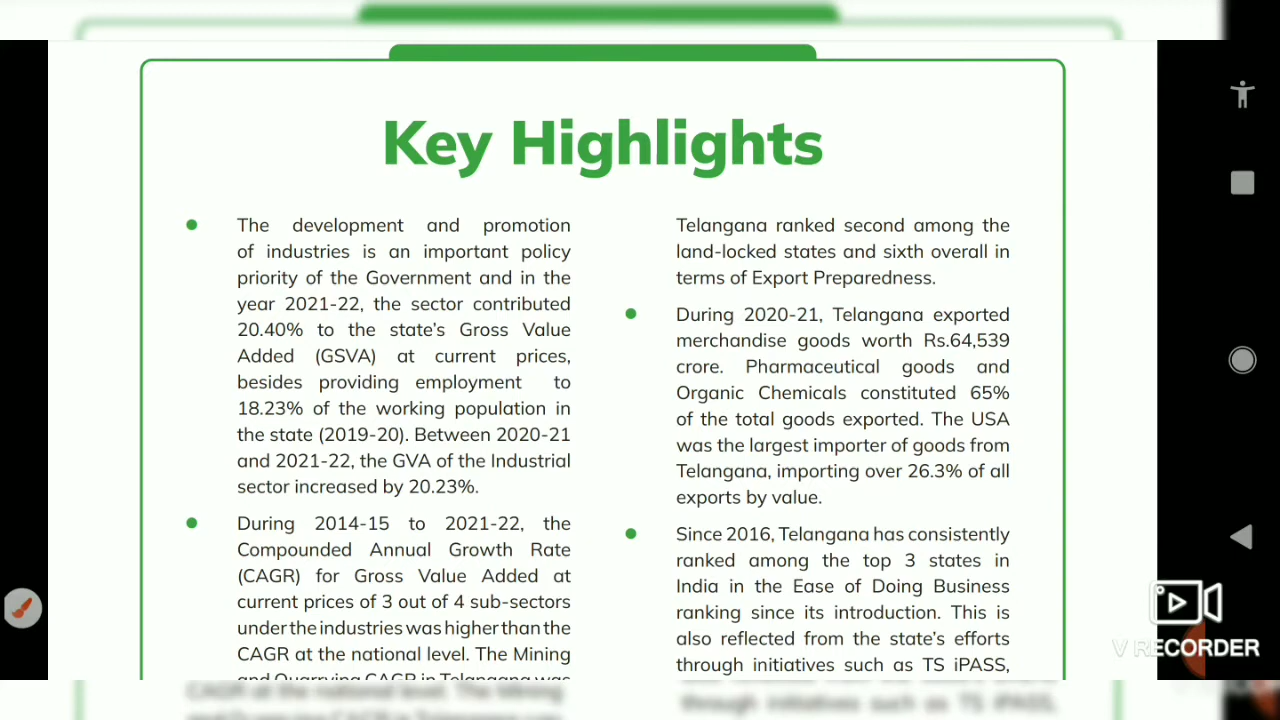 Key Highlights
The development and promotion
of industries is an important policy
priority of the Government and in the
year 2021-22, the sector contributed
20.40% to the state's Gross Value
Added (GSVA) at current prices,
besides providing employment to
18.23% of the working population in
the state (2019-20). Between 2020-21
and 2021-22, the GVA of the Industrial
sector increased by 20.23%.
During 2014-15 to 2021-22, the
Compounded Annual Growth Rate
(CAGR) for Gross Value Added at
current prices of 3 out of 4 sub-sectors
under the industries was higher than the
CAGR at the national level. The Mining
and Quarrying CAGR in Telangana was
Telangana ranked second among the
land-locked states and sixth overall in
terms of Export Preparedness.
During 2020-21, Telangana exported
merchandise goods worth Rs.64,539
crore. Pharmaceutical goods and
Organic Chemicals constituted 65%
of the total goods exported. The USA
was the largest importer of goods from
Telangana, importing over 26.3% of all
exports by value.
Since 2016, Telangana has consistently
ranked among the top 3 states in
India in the Ease of Doing Business
ranking since its introduction. This is
also reflected from the state's efforts
through initiatives such as TS iPASS,
V RECORDER